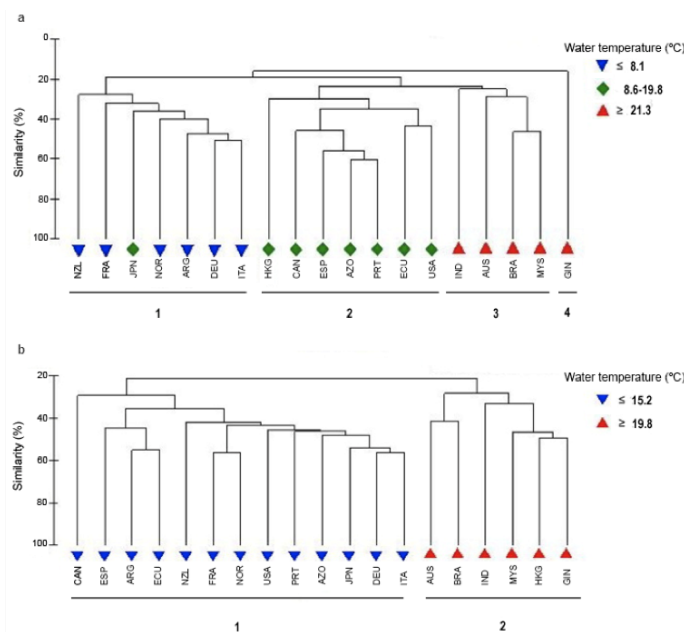 a
Water temperature (ºC)
≤ 8.1
8.6-19.8
≥ 21.3
Similarity (%)
0
20
40
60
80
100
NZL FRA JPN NOR ARG DEU ITA HKG CAN ESP AZO PRT ECU USA IND AUS BRA MYS GIN
1 2 3 4
b
Water temperature (ºC)
≤ 15.2
≥ 19.8
Similarity (%)
20
40
60
80
100
CAN ESP ARG ECU NZL FRA NOR USA PRT AZO JPN DEU ITA AUS BRA IND MYS HKG GIN
1 2